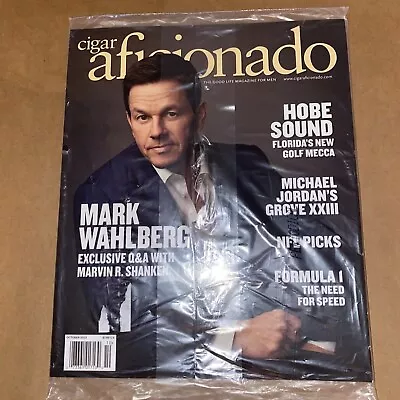 cigar
aficionado
THE GOOD LIFE MAGAZINE FOR MEN
www.cigaraficionado.com
HOBE
SOUND
FLORIDA'S NEW
GOLF MECCA
MICHAEL
JORDAN'S
GROVE XXIII
MARK
WAHLBERG
EXCLUSIVE Q&A WITH
MARVIN R. SHANKEN
PICKS
FORMULA 1
THE NEED
FOR SPEED